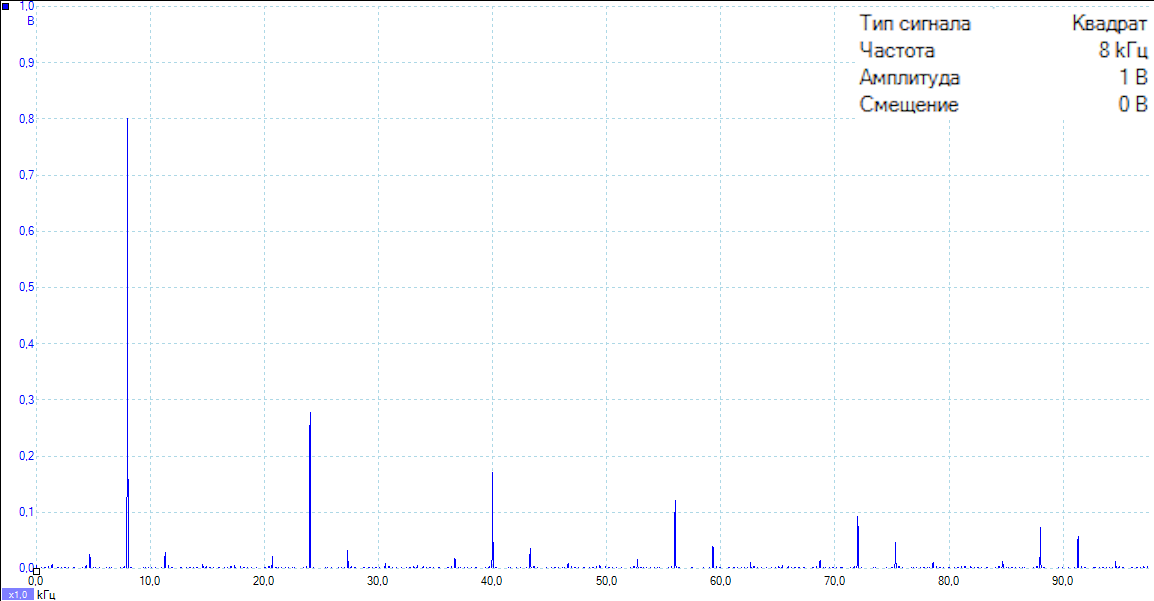 1,0
В
0,9
0,8
0,7
0,6
0,5
0,4
0,3
0,2
0,1
0,0
0,0 10,0 20,0 30,0 40,0 50,0 60,0 70,0 80,0 90,0
x1,0 кГц
Тип сигнала Квадрат
Частота 8 кГц
Амплитуда 1 В
Смещение 0 В